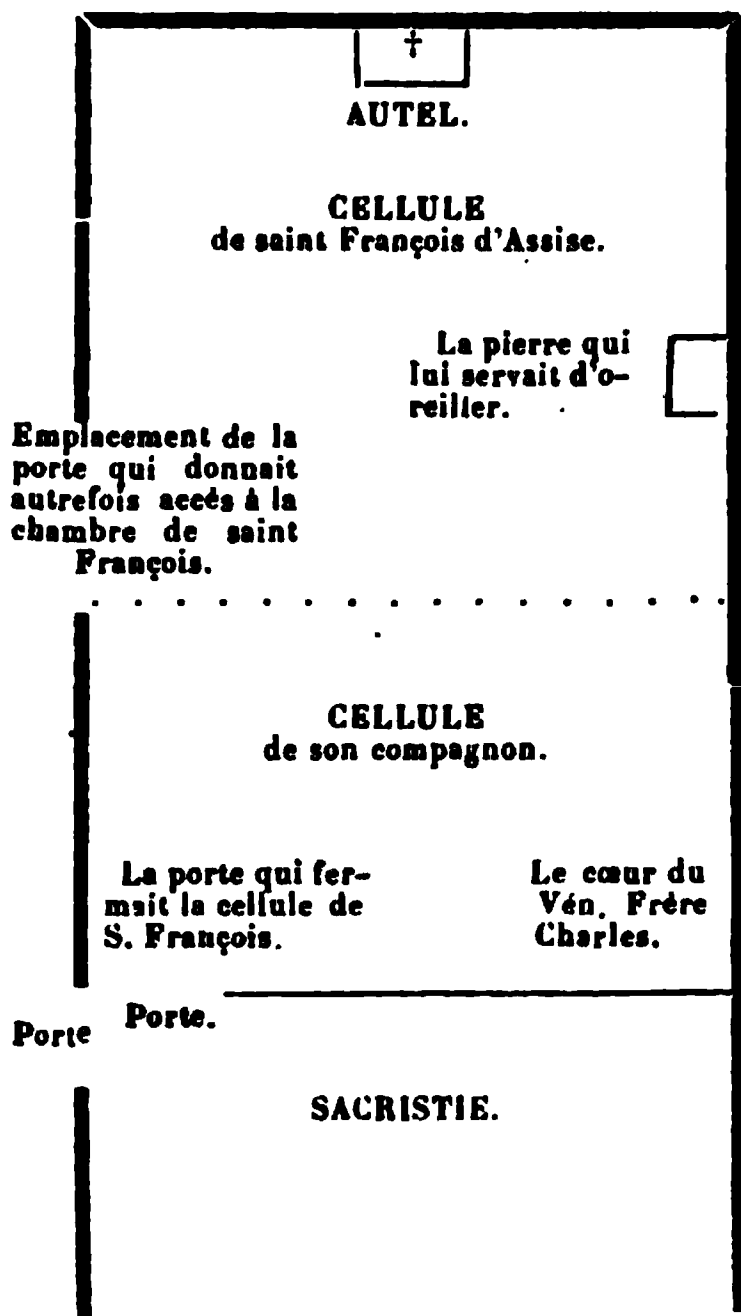 †
AUTEL.
CELLULE
de saint François d'Assise.
La pierre qui
lui servait d'o-
reiller.
Emplacement de la
porte qui donnait
autrefois accés à la
chambre de saint
François.
CELLULE
de son compagnon.
La porte qui fer-
mait la cellule de
S. François.
Le cœur du
Vén. Frère
Charles.
Porte
Porte.
SACRISTIE.